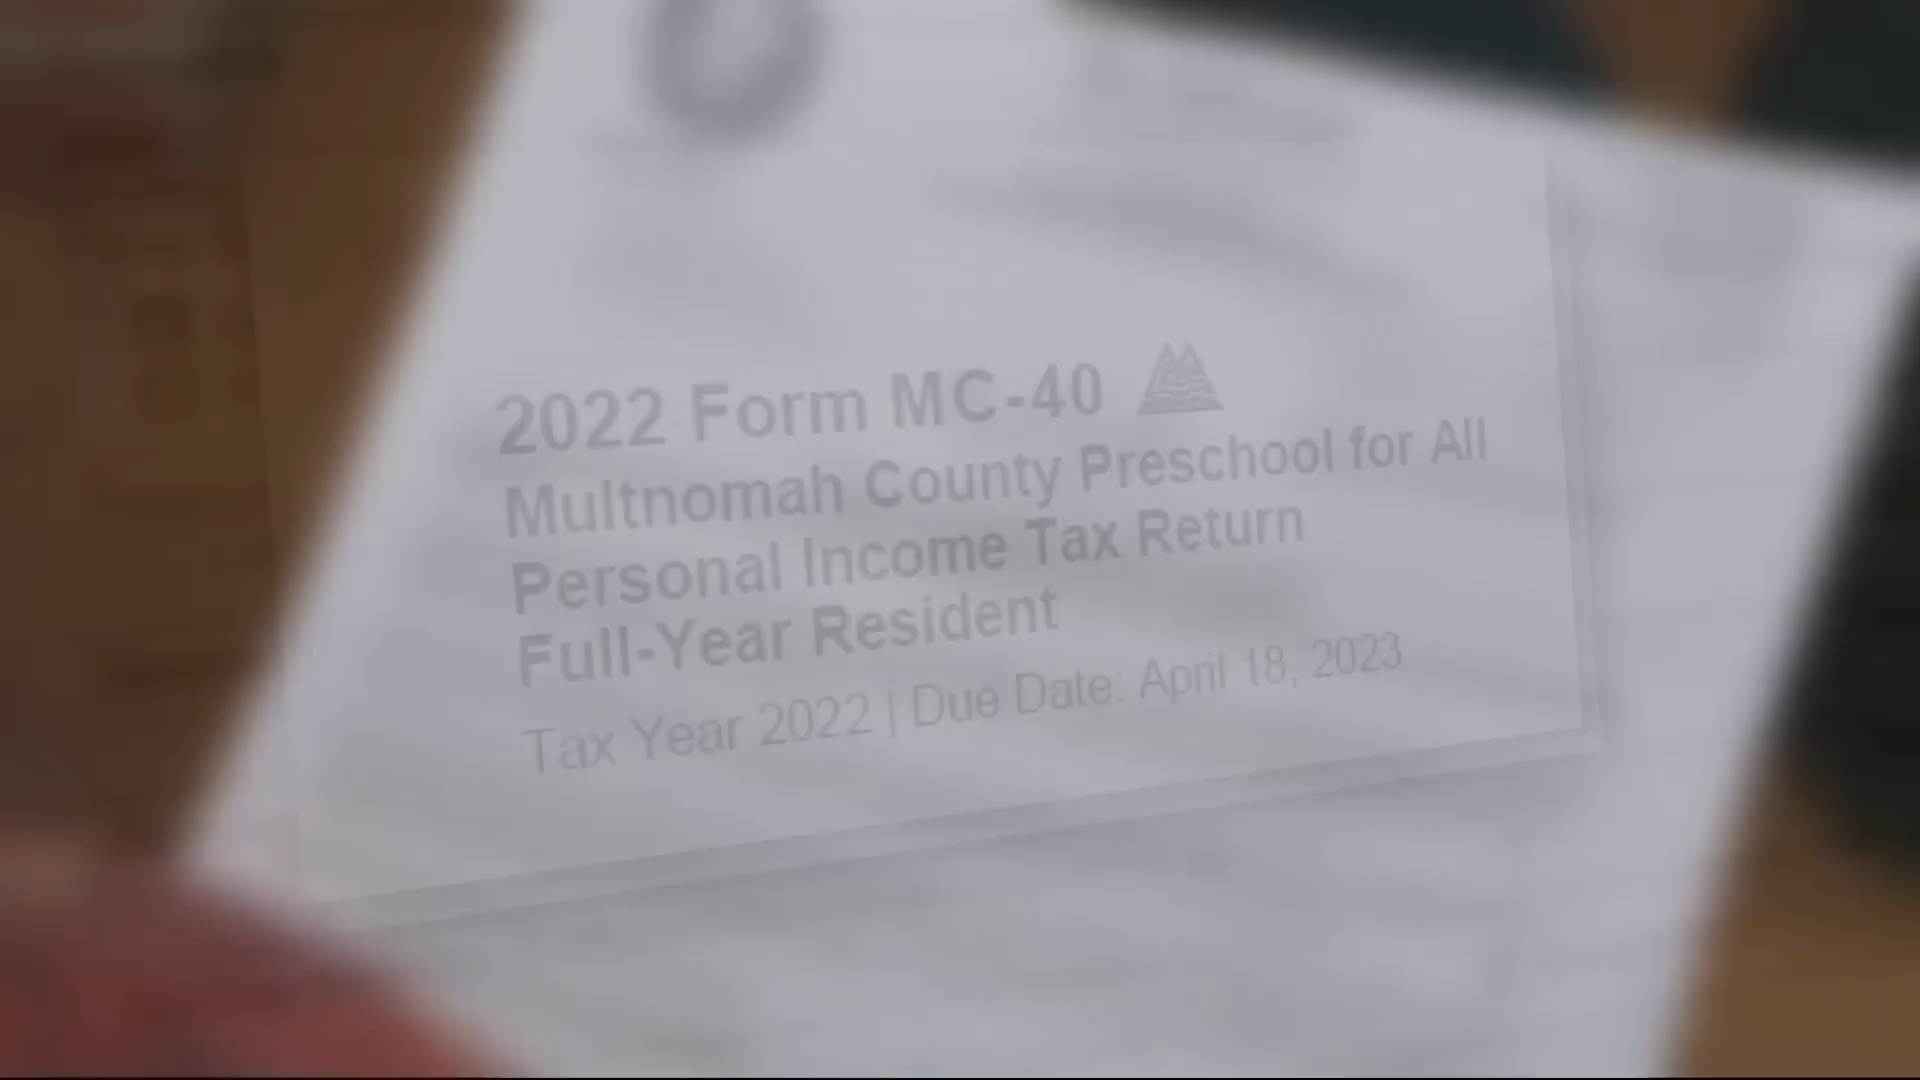 2022 Form MC-40
Multnomah County Preschool for All
Personal Income Tax Return
Full-Year Resident
Tax Year 2022 | Due Date: April 18, 2023